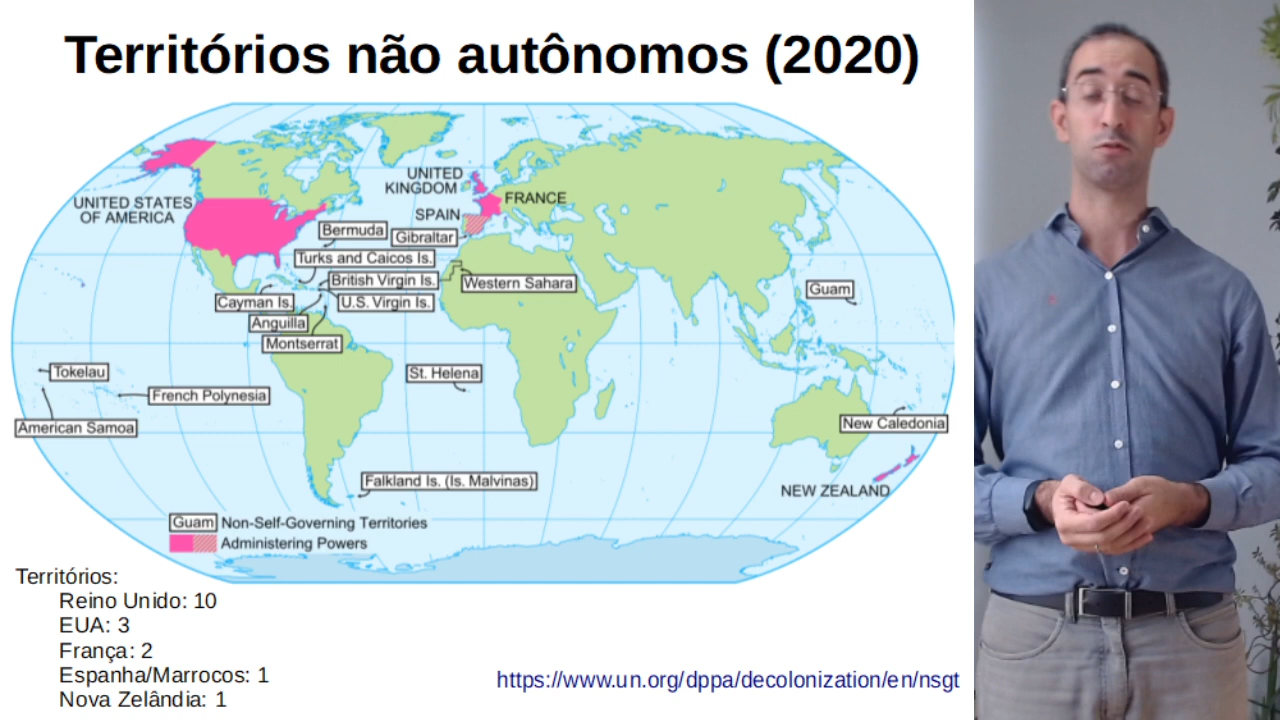 Territórios não autônomos (2020)
UNITED
KINGDOM
FRANCE
UNITED STATES
OF AMERICA
SPAIN
Bermuda
Gibraltar
Turks and Caicos Is.
British Virgin Is.
Western Sahara
Guam
Cayman Is.
U.S. Virgin Is.
Anguilla
Montserrat
Tokelau
St. Helena
French Polynesia
American Samoa
New Caledonia
Falkland Is. (Is. Malvinas)
NEW ZEALAND
Guam Non-Self-Governing Territories
Administering Powers
Territórios:
Reino Unido: 10
EUA: 3
França: 2
Espanha/Marrocos: 1
Nova Zelândia: 1
https://www.un.org/dppa/decolonization/en/nsgt